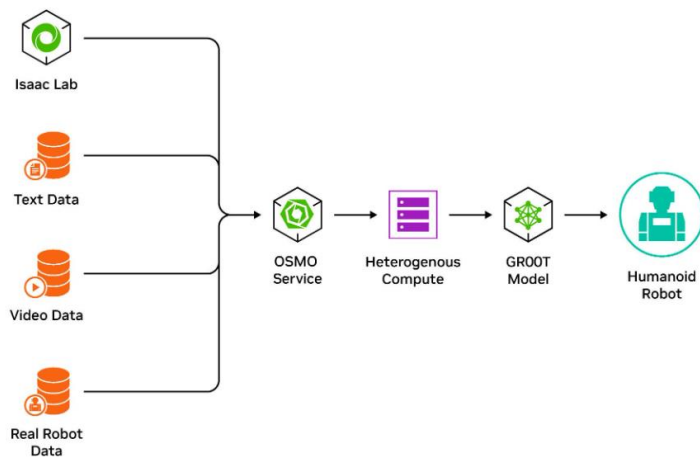 Isaac Lab
Text Data
Video Data
Real Robot
Data
OSMO
Service
Heterogenous
Compute
GR00T
Model
Humanoid
Robot